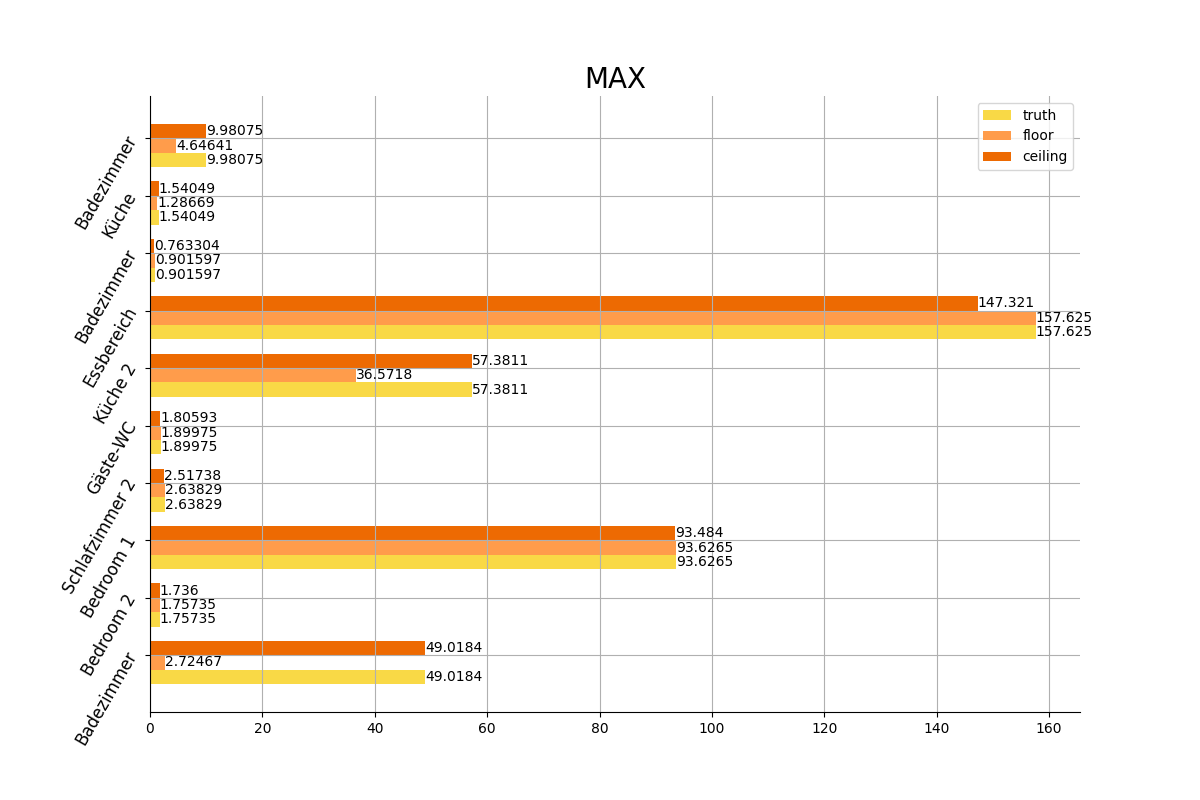 MAX
truth
floor
ceiling
Badezimmer
9.98075
4.64641
9.98075
Küche
1.54049
1.28669
1.54049
Badezimmer
0.763304
0.901597
0.901597
Essbereich
147.321
157.625
157.625
Küche 2
57.3811
36.5718
57.3811
Gäste-WC
1.80593
1.89975
1.89975
Schlafzimmer 2
2.51738
2.63829
2.63829
Bedroom 1
93.484
93.6265
93.6265
Bedroom 2
1.736
1.75735
1.75735
Badezimmer
49.0184
2.72467
49.0184
0 20 40 60 80 100 120 140 160